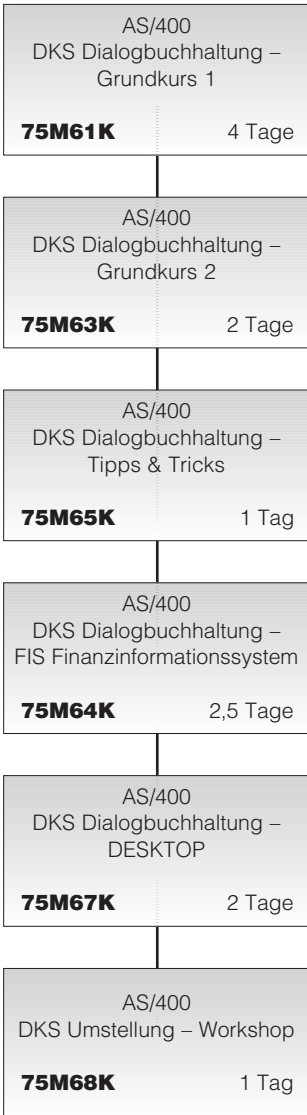 AS/400
DKS Dialogbuchhaltung –
Grundkurs 1
75M61K 4 Tage
AS/400
DKS Dialogbuchhaltung –
Grundkurs 2
75M63K 2 Tage
AS/400
DKS Dialogbuchhaltung –
Tipps & Tricks
75M65K 1 Tag
AS/400
DKS Dialogbuchhaltung –
FIS Finanzinformationssystem
75M64K 2,5 Tage
AS/400
DKS Dialogbuchhaltung –
DESKTOP
75M67K 2 Tage
AS/400
DKS Umstellung – Workshop
75M68K 1 Tag